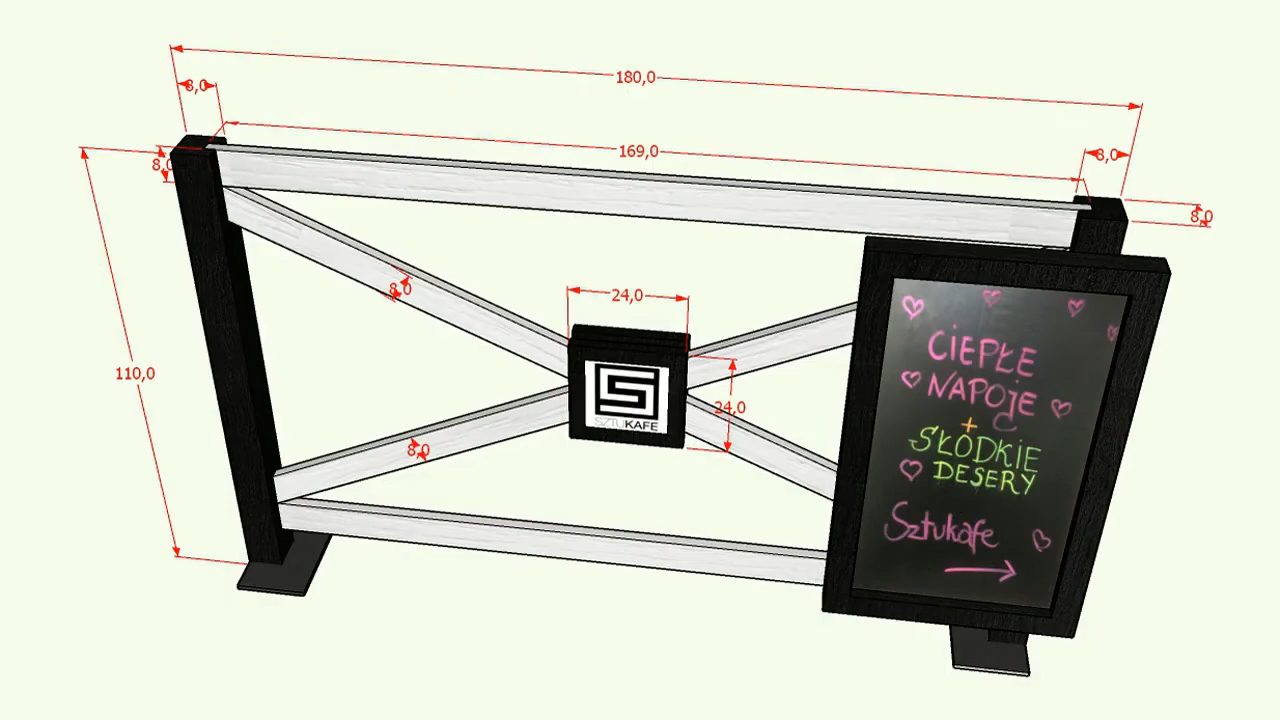 180,0
8,0
169,0
8,0
8,0
8,0
110,0
8,0
24,0
24,0
8,0
SZTUKAFE
CIEPŁE
NAPOJE
+
SŁODKIE
DESERY
Sztukafe